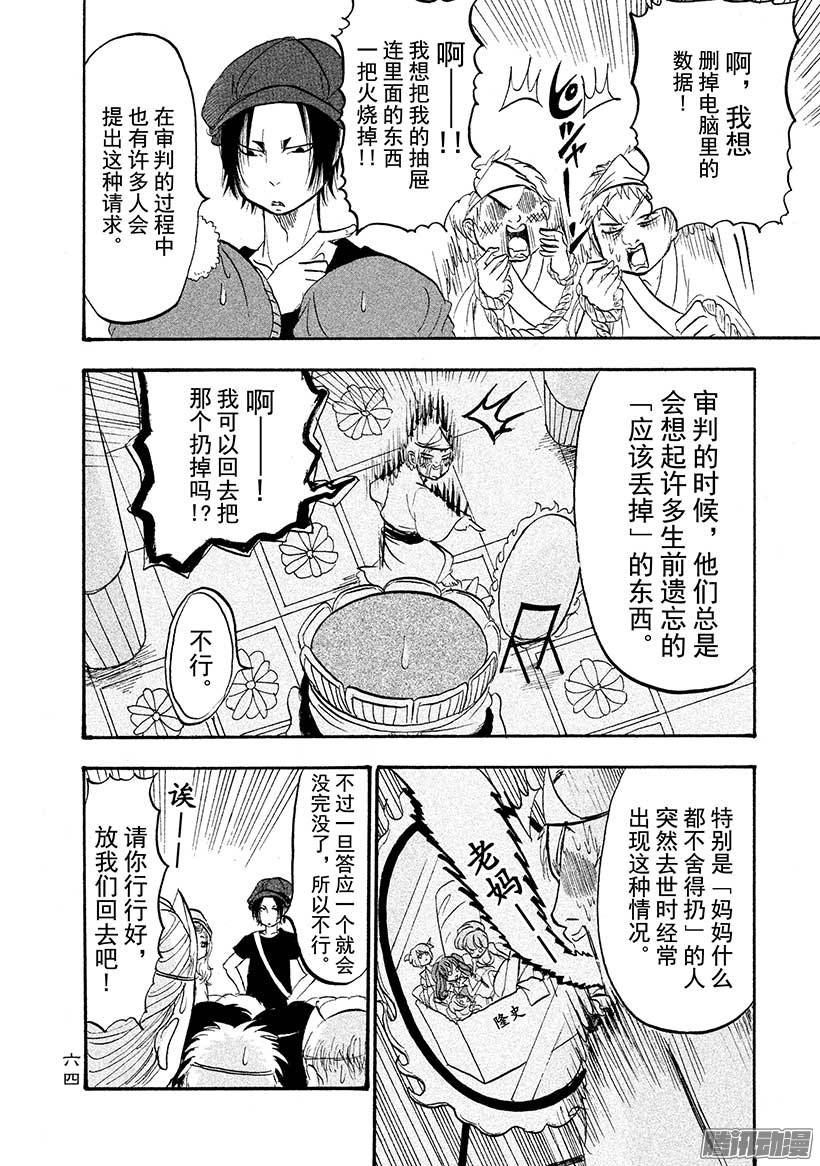 啊，我想
删掉电脑里的
数据！
啊——!!
我想把我的抽屉
连里面的东西
一把火烧掉!!
在审判的过程中
也有许多人会
提出这种请求。
审判的时候，他们总是
会想起许多生前遗忘的
「应该丢掉」的东西。
啊——！
我可以回去把
那个扔掉吗!?
不行。
特别是「妈妈什么
都不舍得扔」的人
突然去世时经常
出现这种情况。
老妈——
隆史
不过一旦答应一个就会
没完没了，所以不行。
诶——
请你行行好，
放我们回去吧！
六四
腾讯动漫